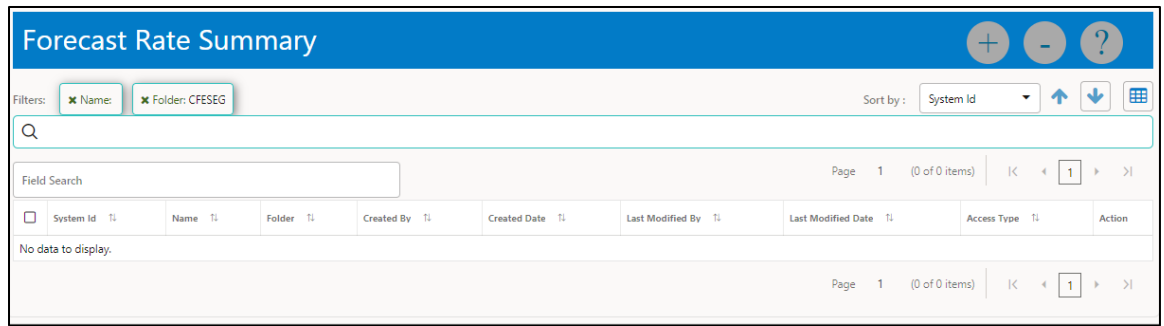 Forecast Rate Summary + - ?
Filters: × Name: × Folder: CFESEG Sort by : System Id
Field Search Page 1 (0 of 0 items) 1
System Id Name Folder Created By Created Date Last Modified By Last Modified Date Access Type Action
No data to display.
Page 1 (0 of 0 items) 1